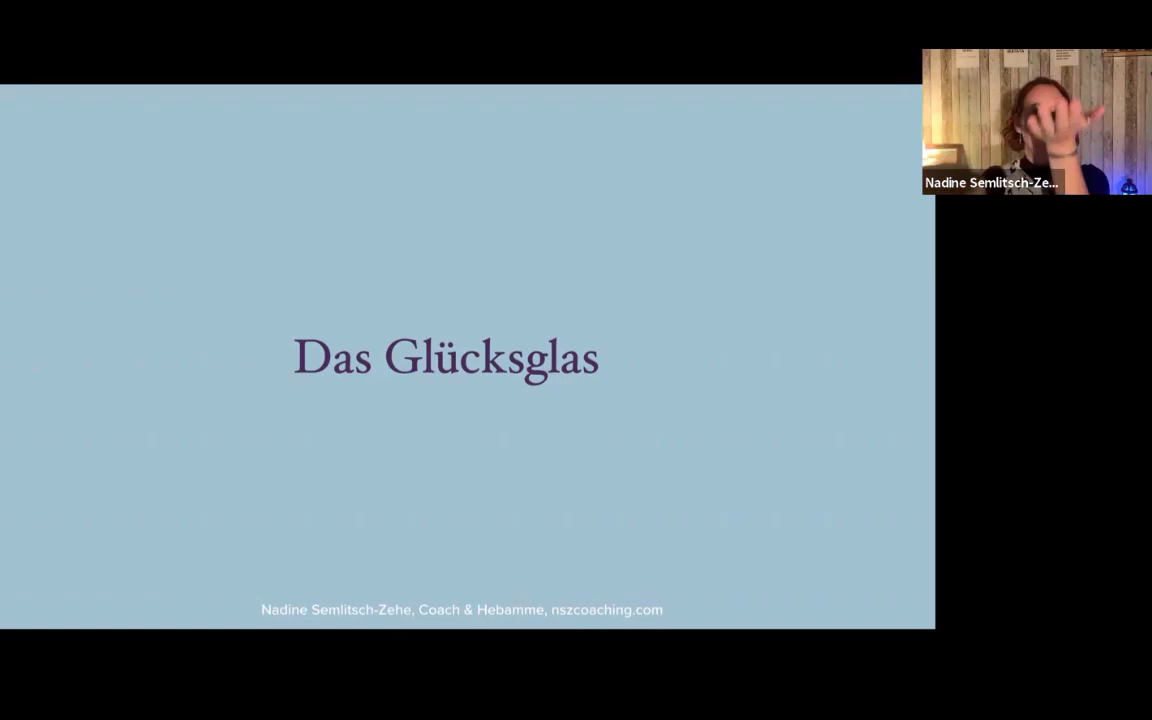 Nadine Semlitsch-Ze...
Das Glücksglas
Nadine Semlitsch-Zehe, Coach & Hebamme, nszcoaching.com